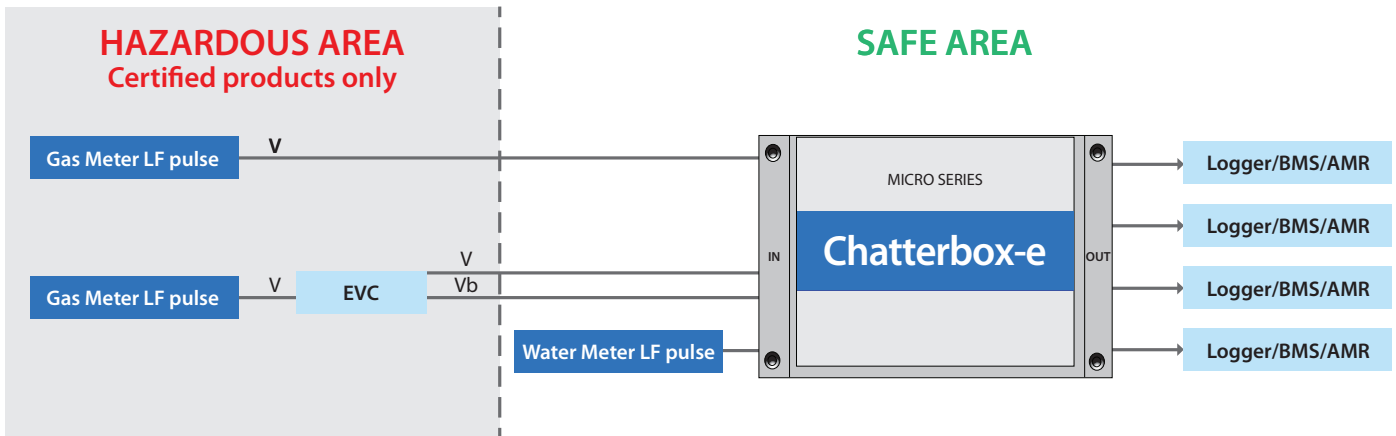 HAZARDOUS AREA
Certified products only
SAFE AREA
Gas Meter LF pulse
V
Gas Meter LF pulse
V
EVC
V
Vb
Water Meter LF pulse
MICRO SERIES
IN
Chatterbox-e
OUT
Logger/BMS/AMR
Logger/BMS/AMR
Logger/BMS/AMR
Logger/BMS/AMR